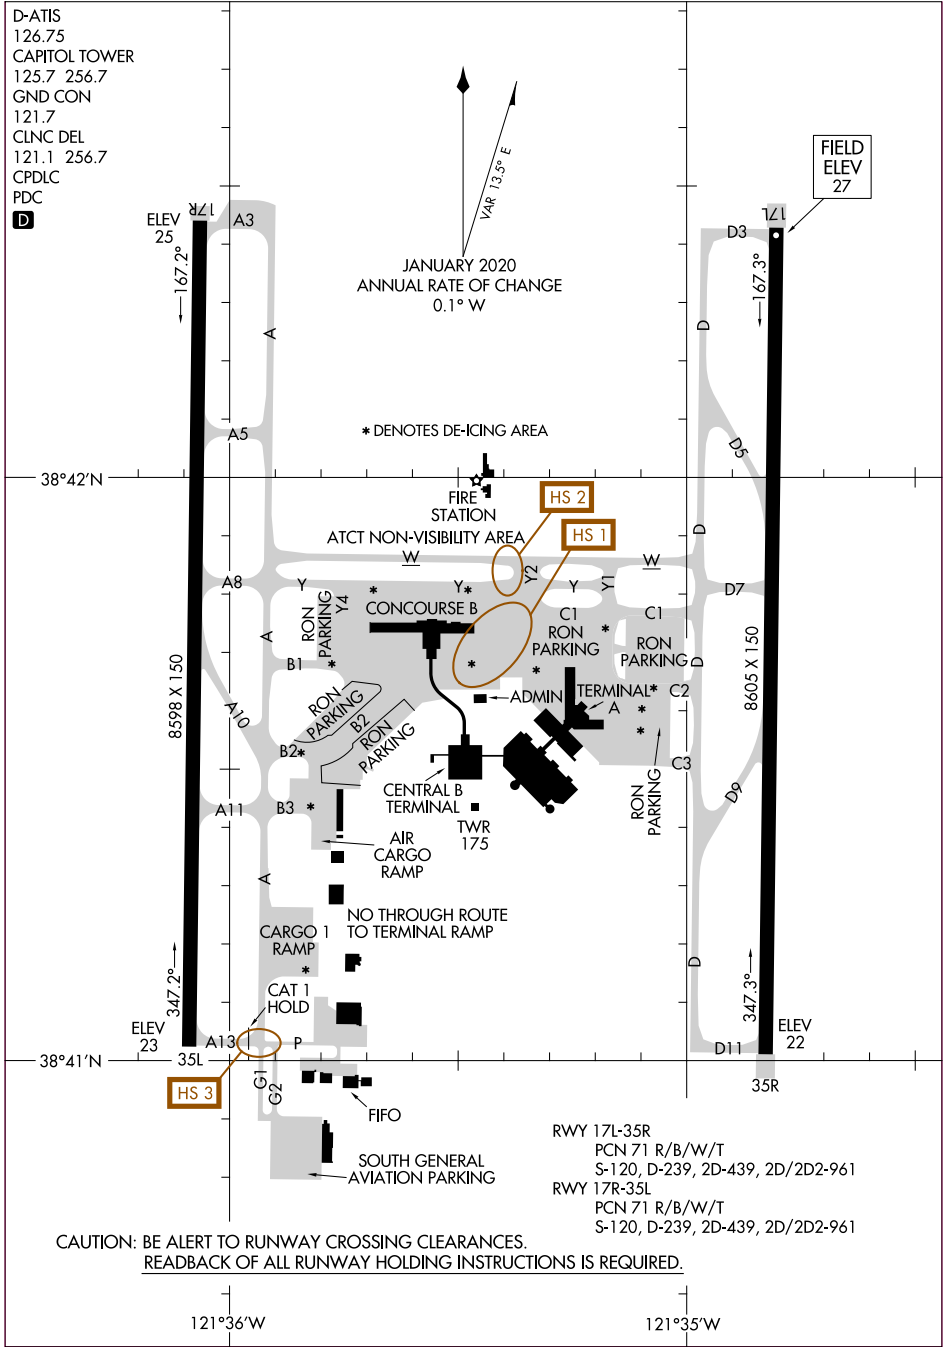 D-ATIS
126.75
CAPITOL TOWER
125.7 256.7
GND CON
121.7
CLNC DEL
121.1 256.7
CPDLC
PDC
D
VAR 13.5° E
JANUARY 2020
ANNUAL RATE OF CHANGE
0.1° W
FIELD
ELEV
27
ELEV
25
17R
A3
167.2°
17L
D3
167.3°
A
D
A5
* DENOTES DE-ICING AREA
D5
38°42'N
FIRE
STATION
HS 2
ATCT NON-VISIBILITY AREA
HS 1
D
W
W
A8
Y
Y
Y2
Y
Y1
D7
Y4
RON
PARKING
CONCOURSE B
C1
RON
PARKING
C1
RON
PARKING
A
B1
D
8598 X 150
8605 X 150
A10
RON
PARKING
B2
RON
PARKING
ADMIN
TERMINAL
A
C2
B2
C3
CENTRAL B
TERMINAL
RON
PARKING
D9
A11
B3
TWR
175
AIR
CARGO
RAMP
A
NO THROUGH ROUTE
TO TERMINAL RAMP
CARGO 1
RAMP
D
347.2°
347.3°
CAT 1
HOLD
ELEV
23
A13
P
ELEV
22
D11
38°41'N
35L
35R
HS 3
G1
G2
FIFO
SOUTH GENERAL
AVIATION PARKING
RWY 17L-35R
PCN 71 R/B/W/T
S-120, D-239, 2D-439, 2D/2D2-961
RWY 17R-35L
PCN 71 R/B/W/T
S-120, D-239, 2D-439, 2D/2D2-961
CAUTION: BE ALERT TO RUNWAY CROSSING CLEARANCES.
READBACK OF ALL RUNWAY HOLDING INSTRUCTIONS IS REQUIRED.
121°36'W
121°35'W